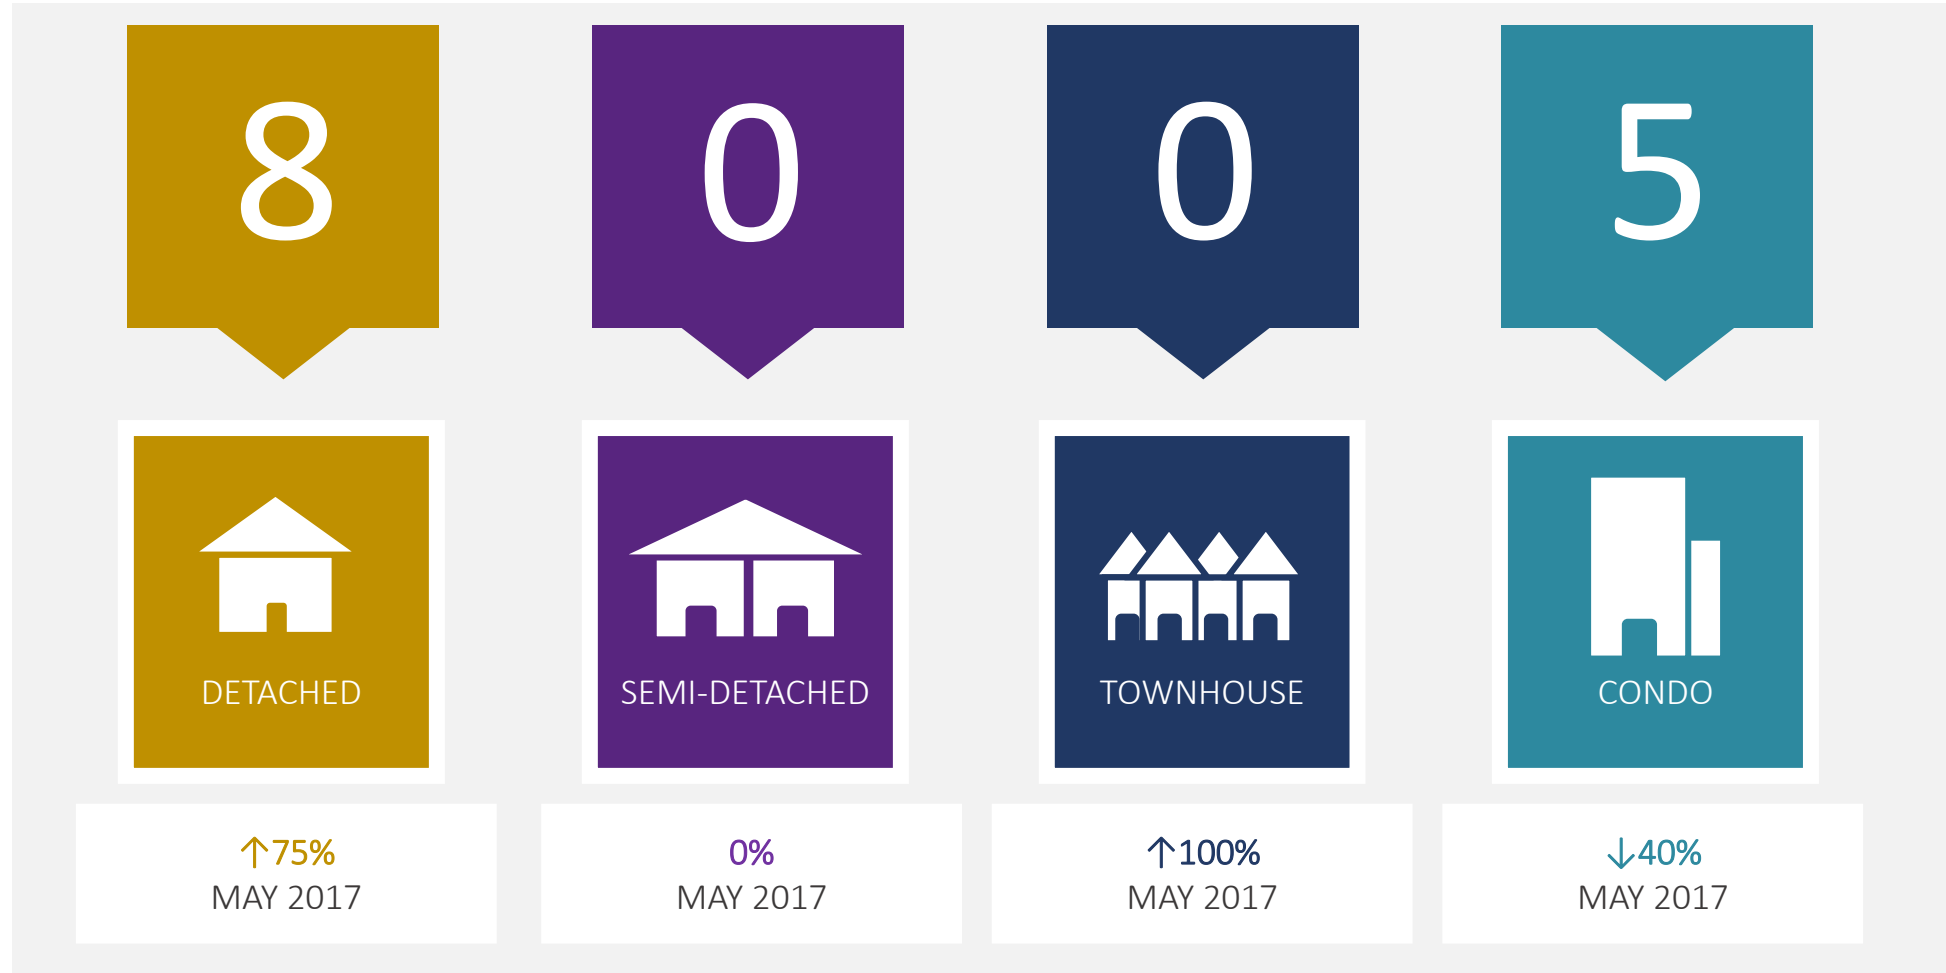 8
0
0
5
DETACHED
SEMI-DETACHED
TOWNHOUSE
CONDO
↑75%
MAY 2017
0%
MAY 2017
↑100%
MAY 2017
↓40%
MAY 2017